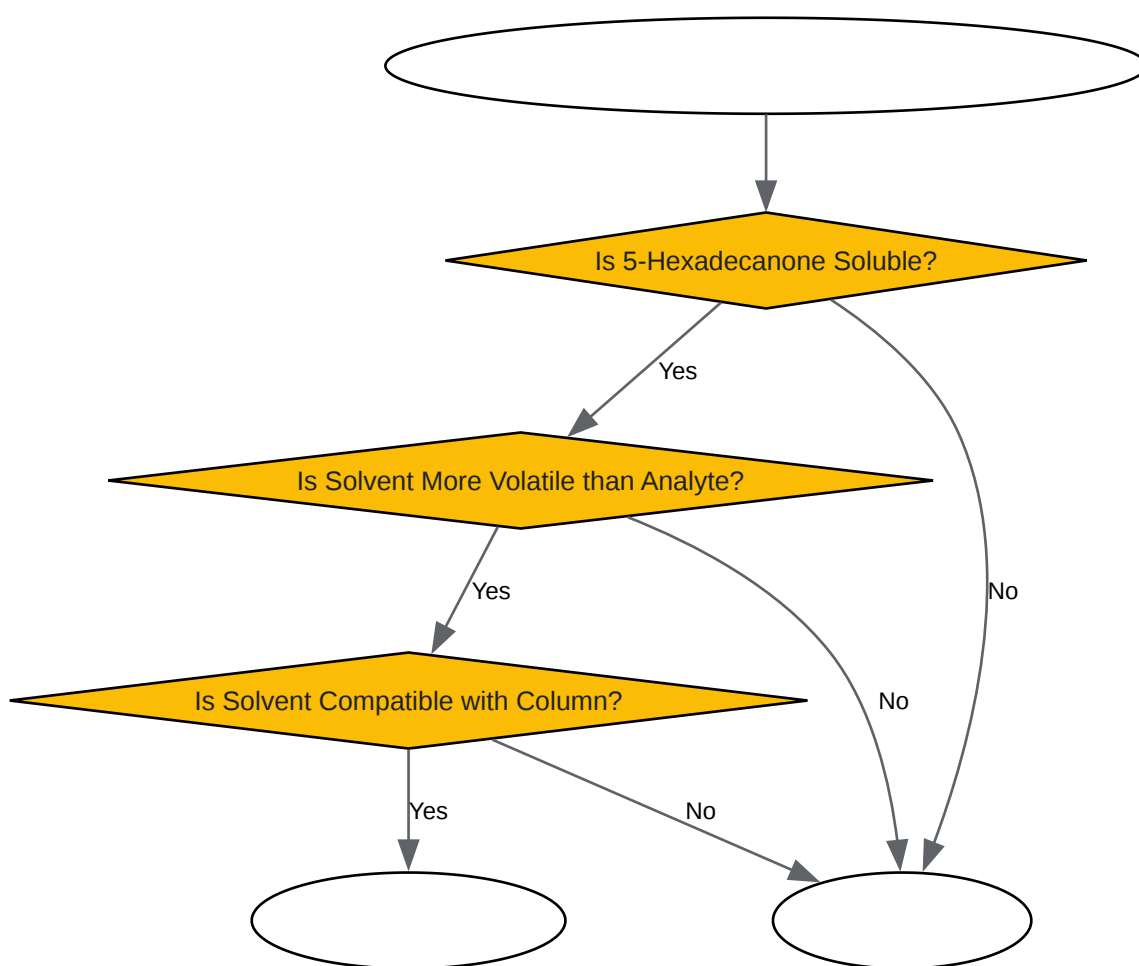 Is 5-Hexadecanone Soluble?
Yes
Is Solvent More Volatile than Analyte?
Yes
No
Is Solvent Compatible with Column?
No
Yes
No